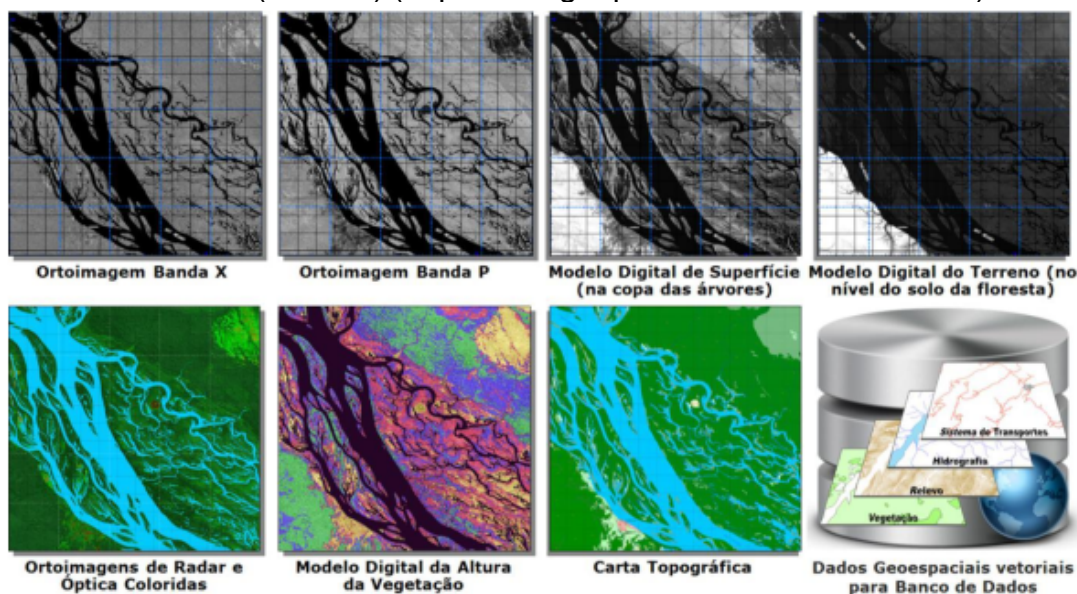 Ortoimagem Banda X
Ortoimagem Banda P
Modelo Digital de Superfície
(na copa das árvores)
Modelo Digital do Terreno (no
nível do solo da floresta)
Sistema de Transportes
Hidrografia
Relevo
Vegetação
Ortoimagens de Radar e
Óptica Coloridas
Modelo Digital da Altura
da Vegetação
Carta Topográfica
Dados Geoespaciais vetoriais
para Banco de Dados